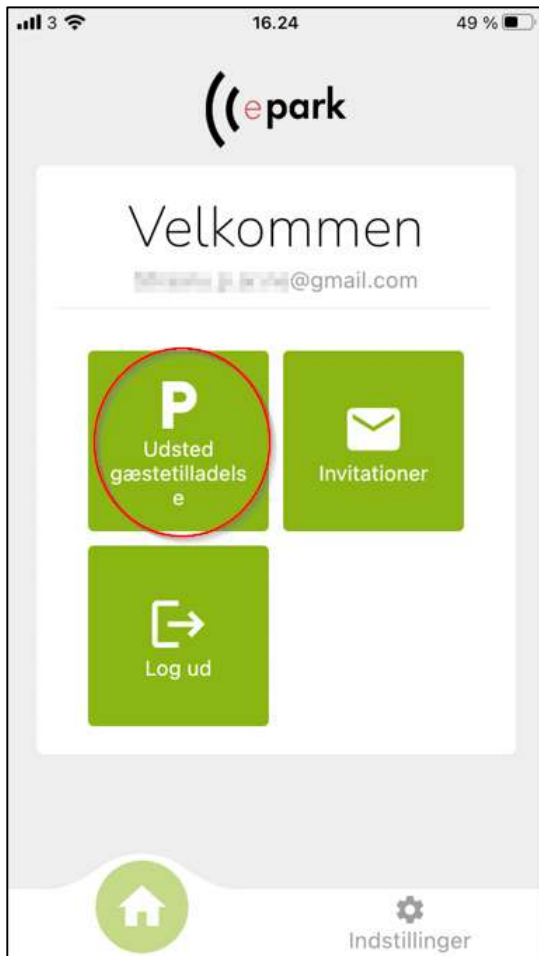 3 16.24 49 %
epark
Velkommen
@gmail.com
P
Udsted
gæstetilladels
e
Invitationer
Log ud
Indstillinger